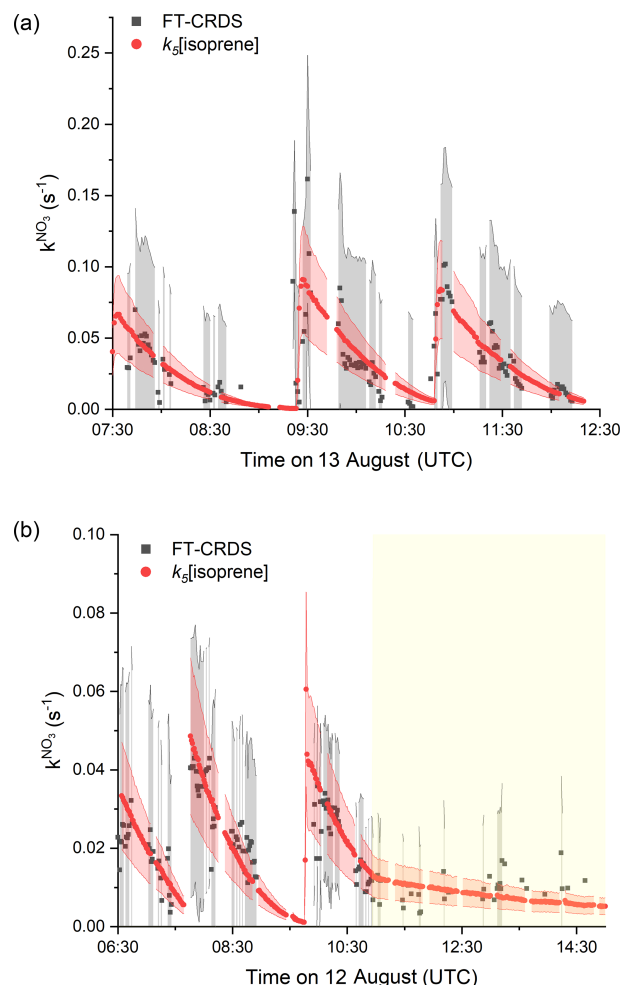 (a)
FT-CRDS
k₅[isoprene]
0.25
0.20
0.15
0.10
0.05
0.00
k^NO₃ (s⁻¹)
07:30 08:30 09:30 10:30 11:30 12:30
Time on 13 August (UTC)
(b)
FT-CRDS
k₅[isoprene]
0.10
0.08
0.06
0.04
0.02
0.00
k^NO₃ (s⁻¹)
06:30 08:30 10:30 12:30 14:30
Time on 12 August (UTC)